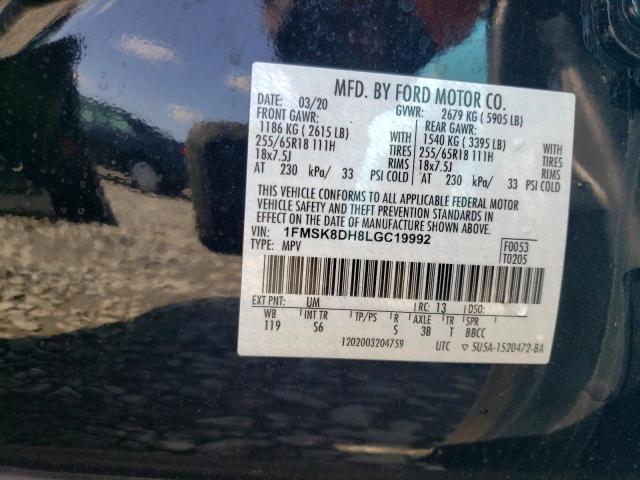 MFD. BY FORD MOTOR CO.
DATE: 03/20 GVWR: 2679 KG ( 5905 LB)
FRONT GAWR: REAR GAWR:
1186 KG ( 2615 LB) 1540 KG ( 3395 LB)
255/65R18 111H TIRES 255/65R18 111H TIRES
18x7.5J RIMS 18x7.5J RIMS
AT 230 kPa/ 33 PSI COLD AT 230 kPa/ 33 PSI COLD
THIS VEHICLE CONFORMS TO ALL APPLICABLE FEDERAL MOTOR
VEHICLE SAFETY AND THEFT PREVENTION STANDARDS IN
EFFECT ON THE DATE OF MANUFACTURE SHOWN ABOVE.
VIN: 1FMSK8DH8LGC19992 F0053
TYPE: MPV T0205
EXT PNT: UM RC: 13 DSO:
WB INT TR TP/PS R AXLE TR SPR
119 S6 S 3B T BBCC
1202003204759 UTC ▽ 5U5A-1520472-BA